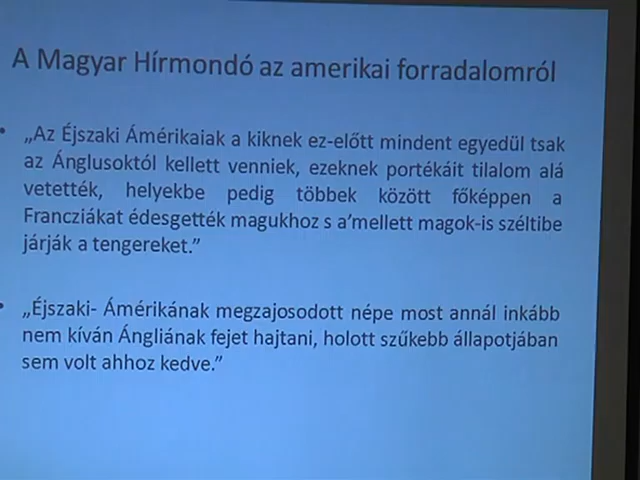 A Magyar Hírmondó az amerikai forradalomról
• „Az Éjszaki Ámérikaiak a kiknek ez-előtt mindent egyedül tsak
az Ánglusoktól kellett venniek, ezeknek portékáit tilalom alá
vetették, helyekbe pedig többek között főképpen a
Francziákat édesgették magukhoz s a’mellett magok-is széltibe
járják a tengereket.”
• „Éjszaki- Ámérikának megzajosodott népe most annál inkább
nem kíván Ángliának fejet hajtani, holott szűkebb állapotjában
sem volt ahhoz kedve.”